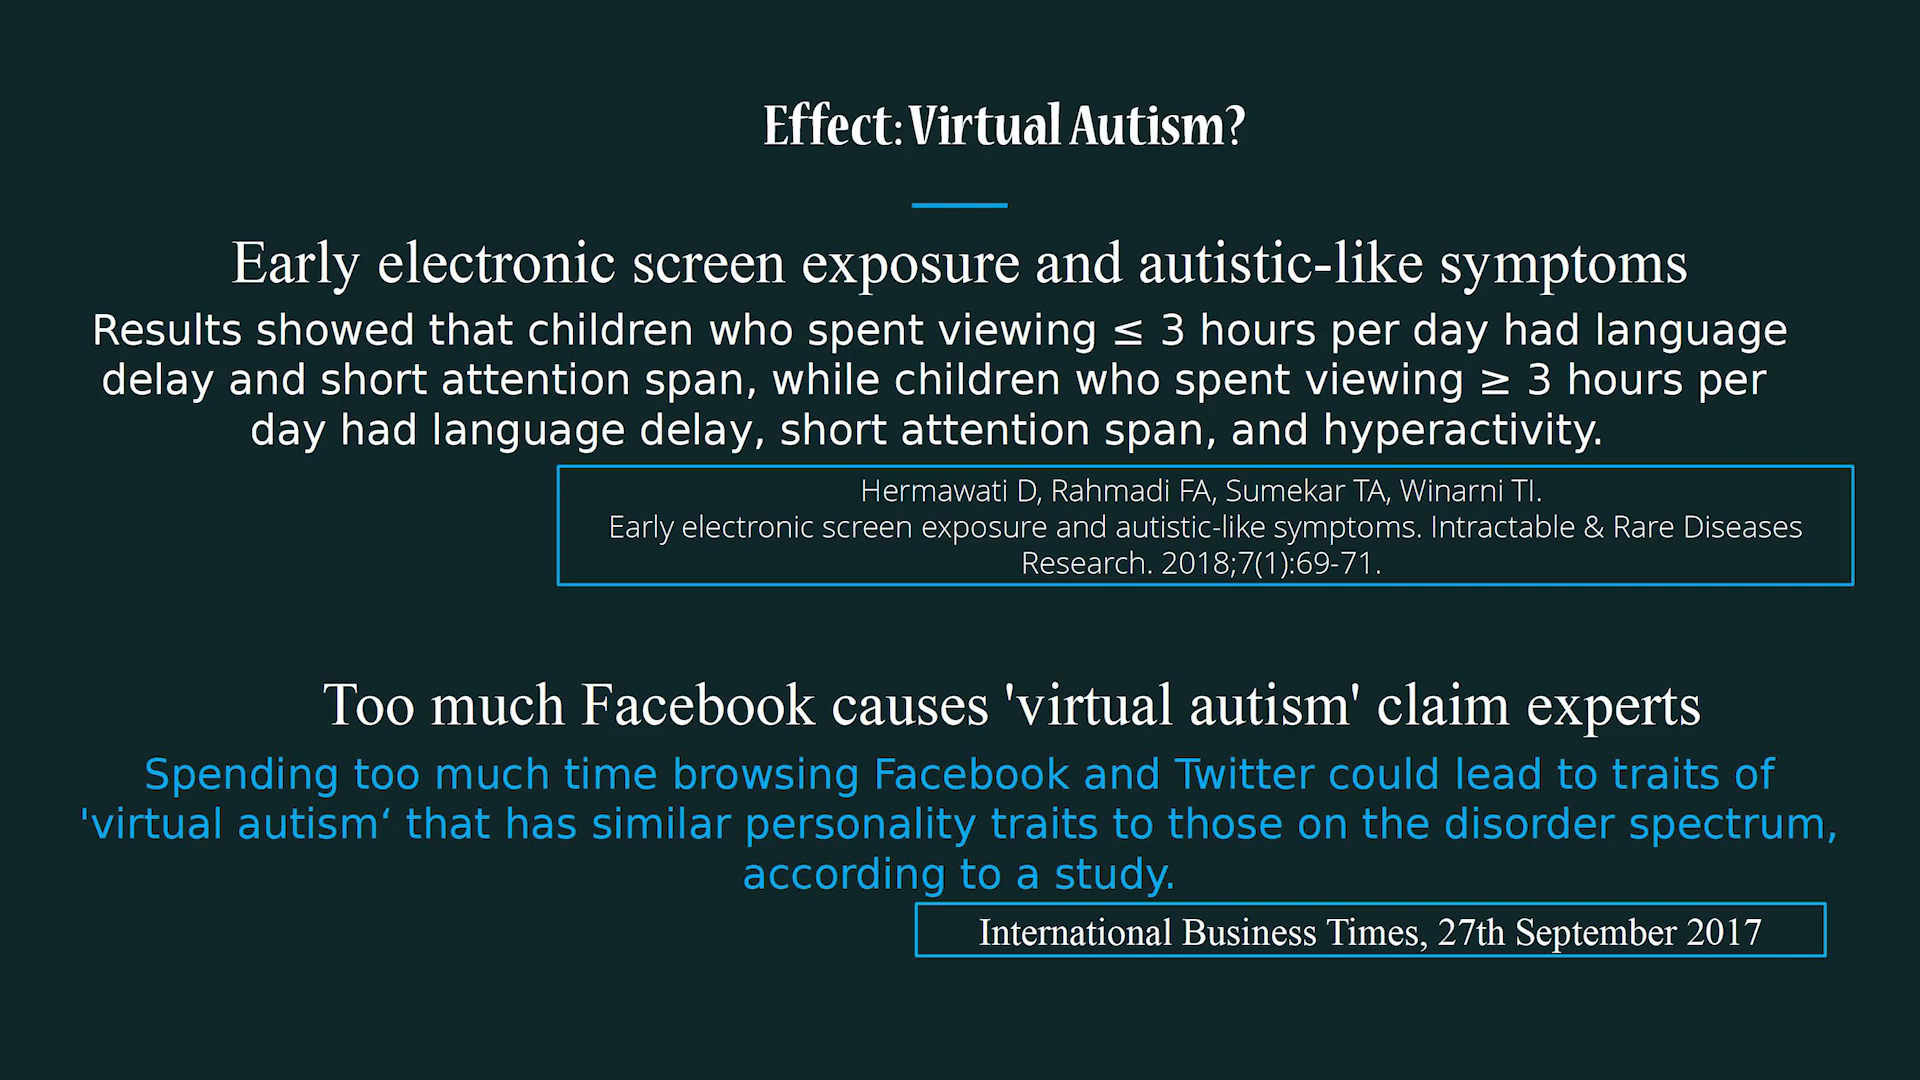 Effect: Virtual Autism?
Early electronic screen exposure and autistic-like symptoms
Results showed that children who spent viewing ≤ 3 hours per day had language
delay and short attention span, while children who spent viewing ≥ 3 hours per
day had language delay, short attention span, and hyperactivity.
Hermawati D, Rahmadi FA, Sumekar TA, Winarni TI.
Early electronic screen exposure and autistic-like symptoms. Intractable & Rare Diseases
Research. 2018;7(1):69-71.
Too much Facebook causes 'virtual autism' claim experts
Spending too much time browsing Facebook and Twitter could lead to traits of
'virtual autism‘ that has similar personality traits to those on the disorder spectrum,
according to a study.
International Business Times, 27th September 2017